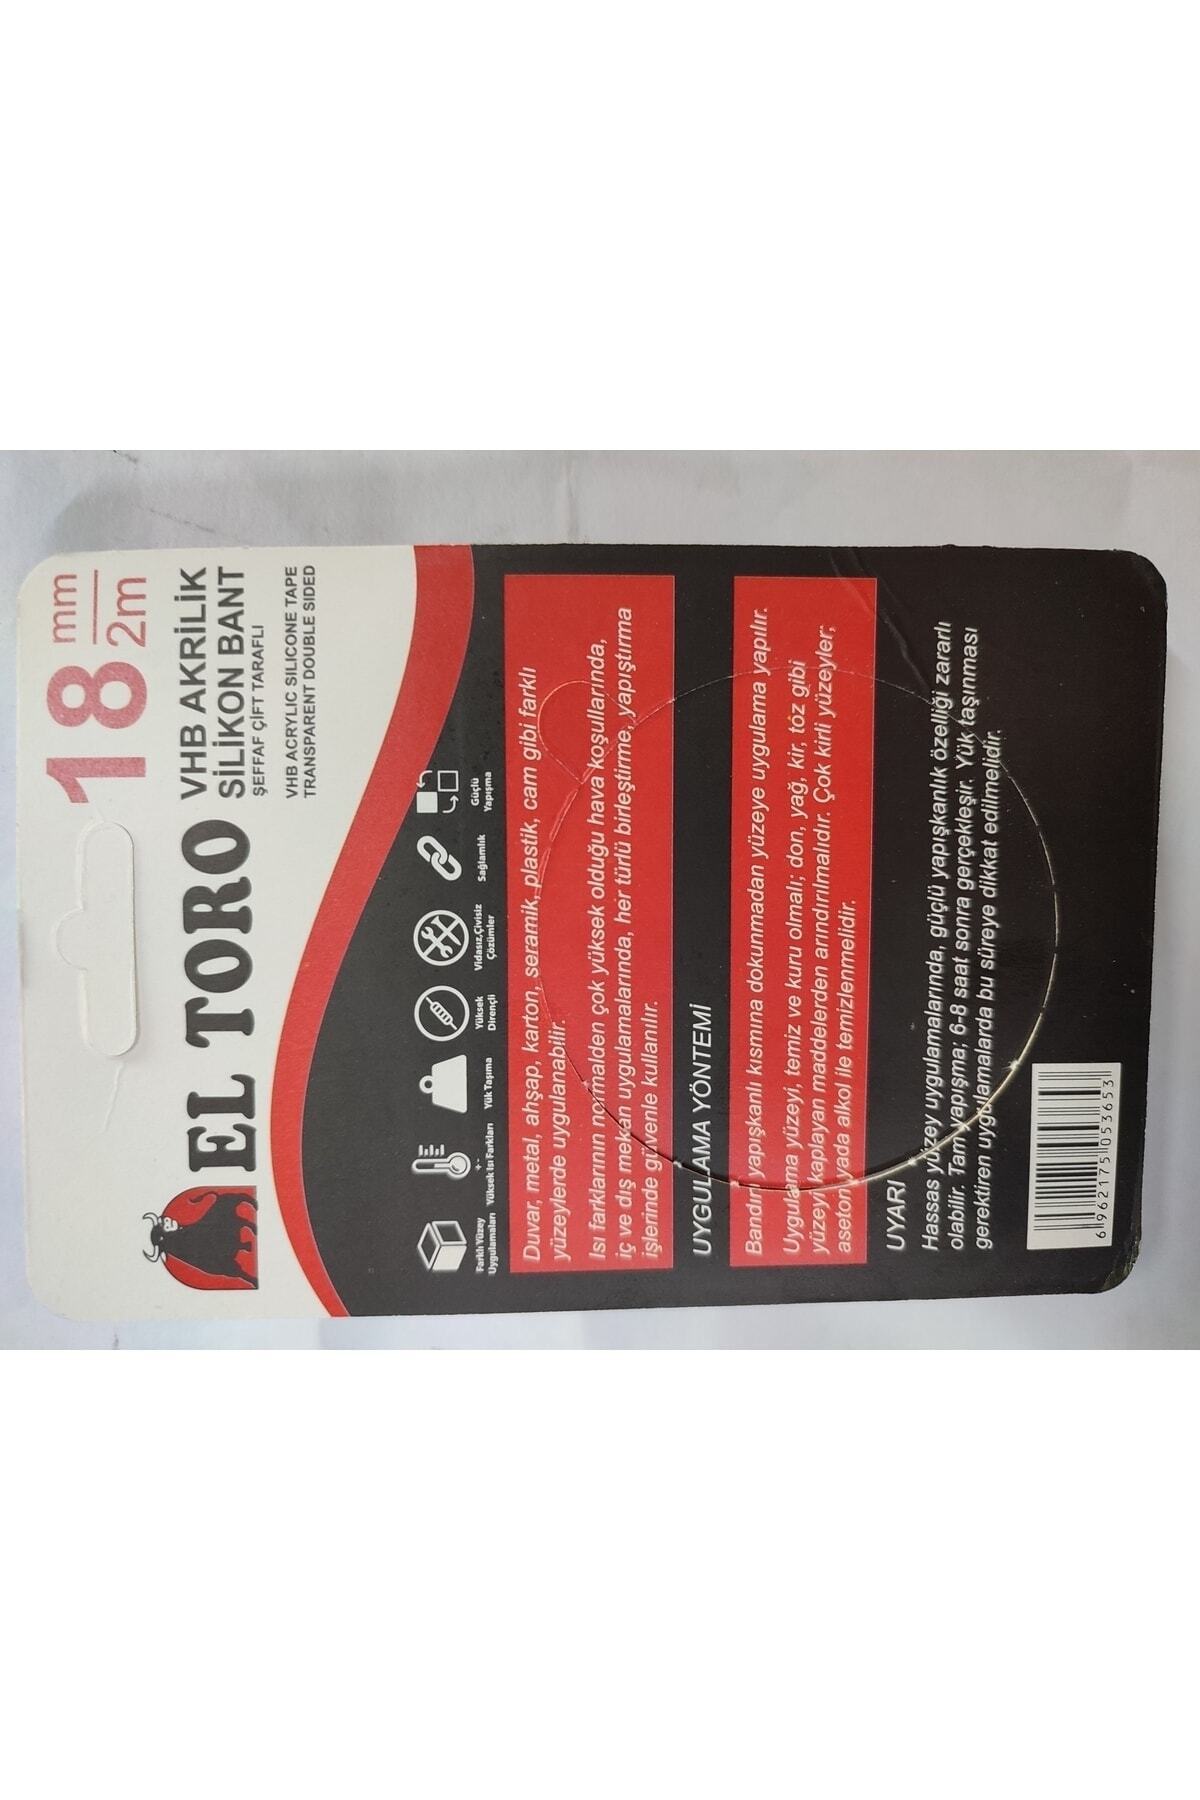 18 mm
2m
EL TORO
VHB AKRİLİK
SİLİKON BANT
ŞEFFAF ÇİFT TARAFLI
VHB ACRYLIC SILICONE TAPE
TRANSPARENT DOUBLE SIDED
Farklı Yüzey
Uygulamaları
+ -
Yüksek Isı Farkları
Yük Taşıma
Yüksek
Dirençli
Vidasız,Çivisiz
Çözümler
Sağlamlık
Güçlü
Yapışma
Duvar, metal, ahşap, karton, seramik, plastik, cam gibi farklı
yüzeylerde uygulanabilir.
Isı farklarının normalden çok yüksek olduğu hava koşullarında,
iç ve dış mekan uygulamalarında, her türlü birleştirme, yapıştırma
işlerinde güvenle kullanılır.
UYGULAMA YÖNTEMİ
Bandın yapışkanlı kısmına dokunmadan yüzeye uygulama yapılır.
Uygulama yüzeyi, temiz ve kuru olmalı; don, yağ, kir, toz gibi
yüzeyi kaplayan maddelerden arındırılmalıdır. Çok kirli yüzeyler;
aseton yada alkol ile temizlenmelidir.
UYARI
Hassas yüzey uygulamalarında, güçlü yapışkanlık özelliği zararlı
olabilir. Tam yapışma; 6-8 saat sonra gerçekleşir. Yük taşınması
gerektiren uygulamalarda bu süreye dikkat edilmelidir.
6 962175 053653